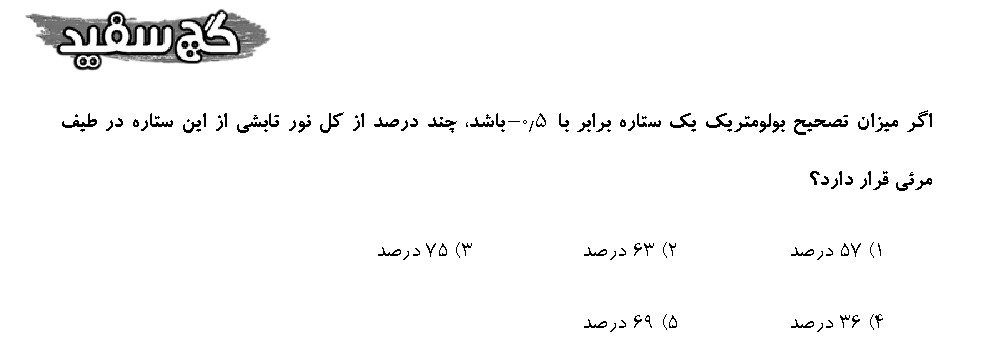 گچ سفید
اگر میزان تصحیح بولومتریک یک ستاره برابر با ۰٫۵− باشد، چند درصد از کل نور تابشی از این ستاره در طیف
مرئی قرار دارد؟
۱) ۵۷ درصد ۲) ۶۳ درصد ۳) ۷۵ درصد
۴) ۳۶ درصد ۵) ۶۹ درصد